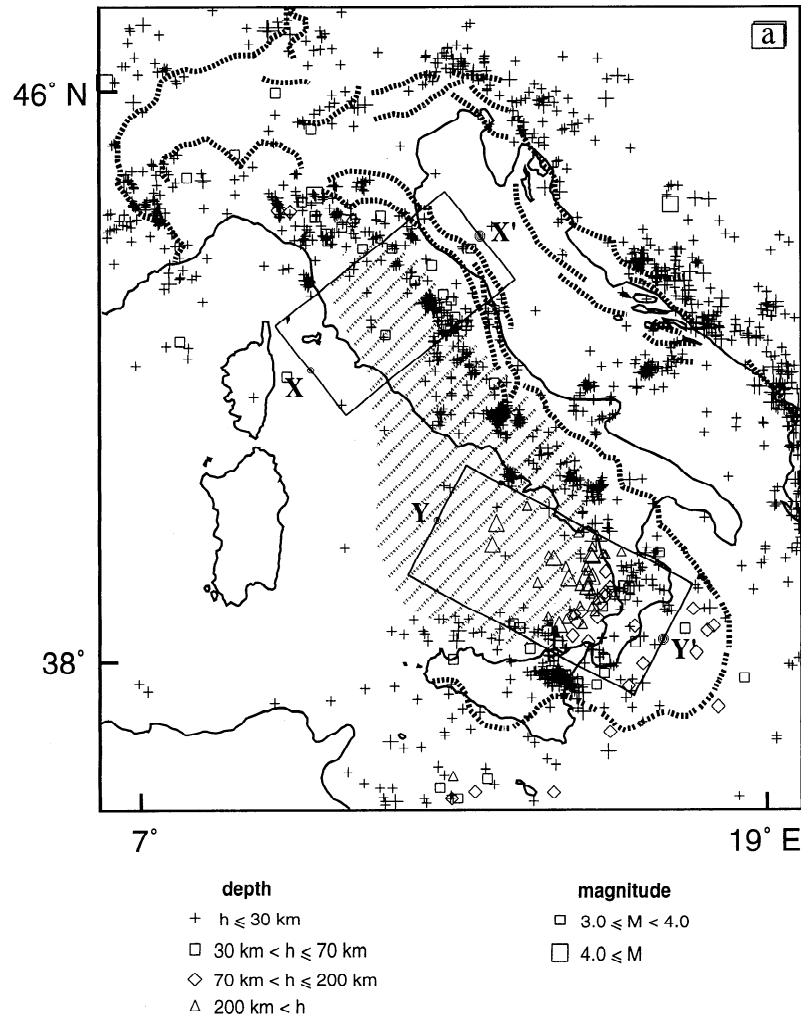 a
46° N
X'
X
Y
38°
Y'
7°
19° E
depth
magnitude
+ h ⩽ 30 km
□ 3.0 ⩽ M < 4.0
□ 30 km < h ⩽ 70 km
□ 4.0 ⩽ M
◇ 70 km < h ⩽ 200 km
△ 200 km < h